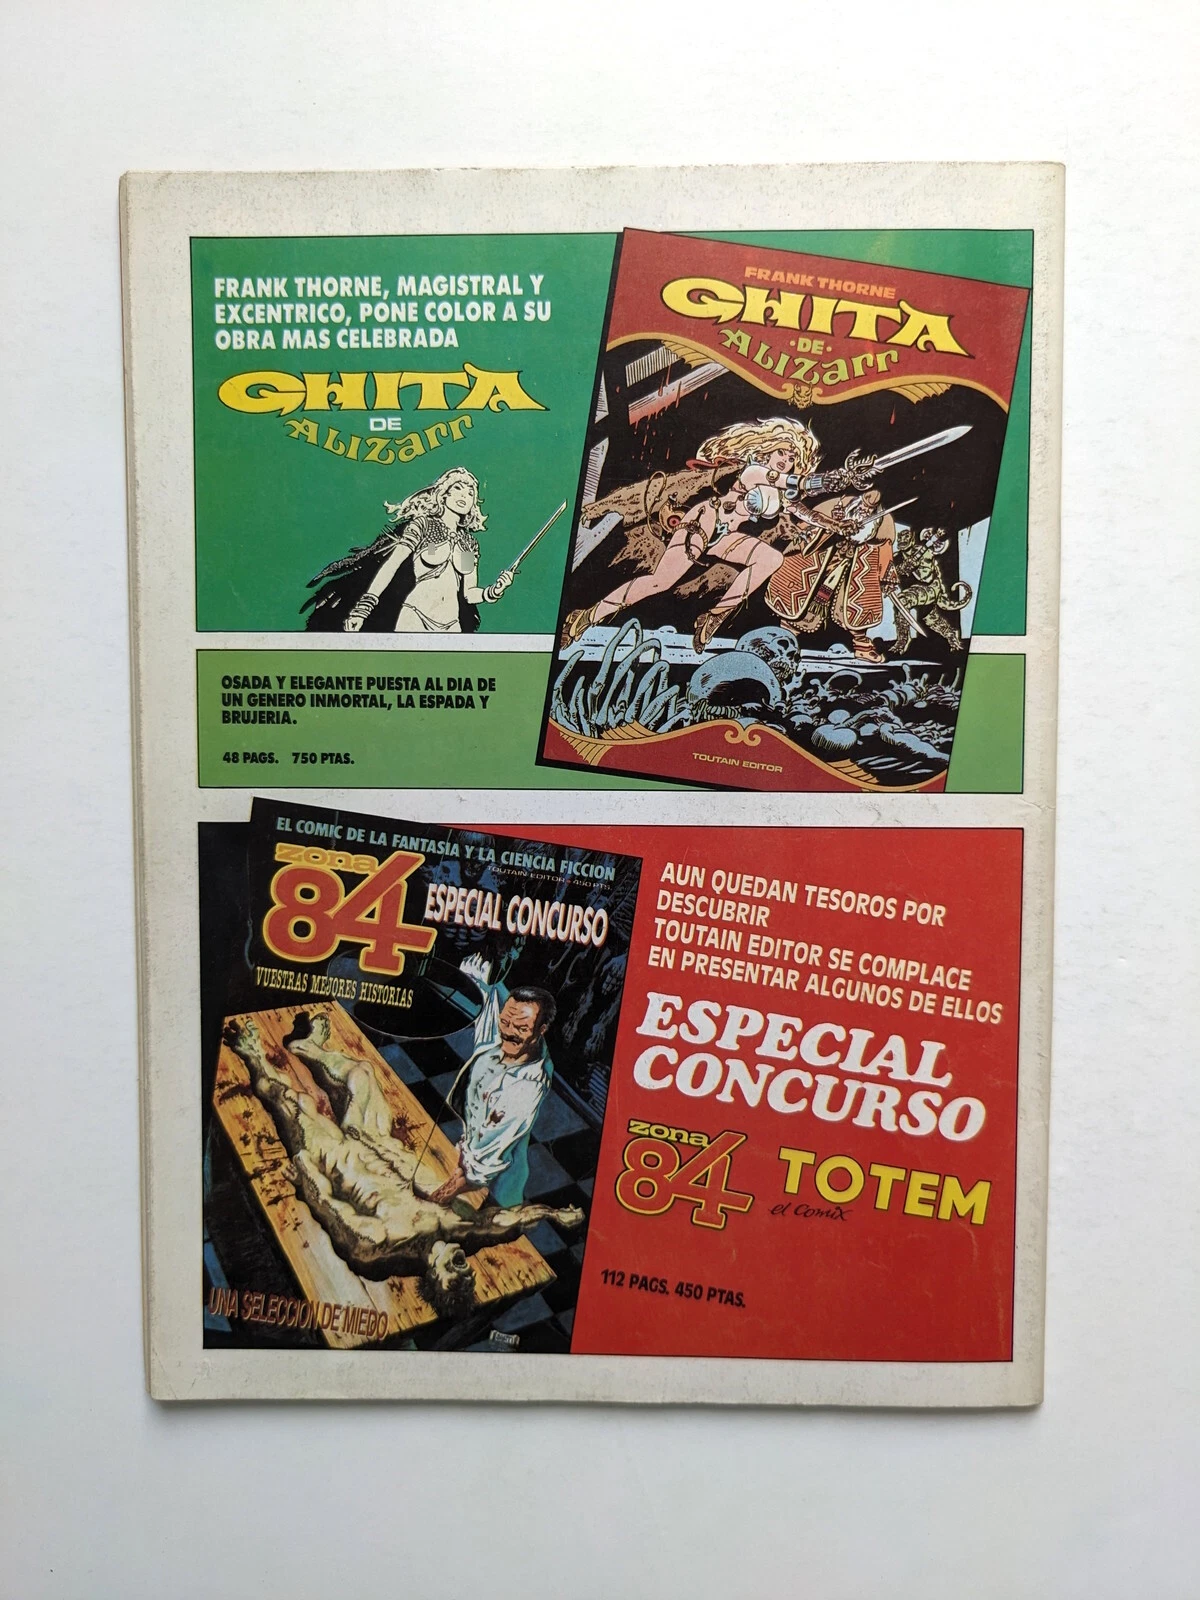 FRANK THORNE, MAGISTRAL Y
EXCENTRICO, PONE COLOR A SU
OBRA MAS CELEBRADA
GHITA
DE
ALIZARR
FRANK THORNE
GHITA
·DE·
ALIZARR
TOUTAIN EDITOR
OSADA Y ELEGANTE PUESTA AL DIA DE
UN GENERO INMORTAL, LA ESPADA Y
BRUJERIA.
48 PAGS. 750 PTAS.
EL COMIC DE LA FANTASIA Y LA CIENCIA FICCION
TOUTAIN EDITOR - 450 PTS.
zona
84
ESPECIAL CONCURSO
VUESTRAS MEJORES HISTORIAS
UNA SELECCION DE MIEDO
AUN QUEDAN TESOROS POR
DESCUBRIR
TOUTAIN EDITOR SE COMPLACE
EN PRESENTAR ALGUNOS DE ELLOS
ESPECIAL
CONCURSO
zona
84
TOTEM
el Comix
112 PAGS. 450 PTAS.